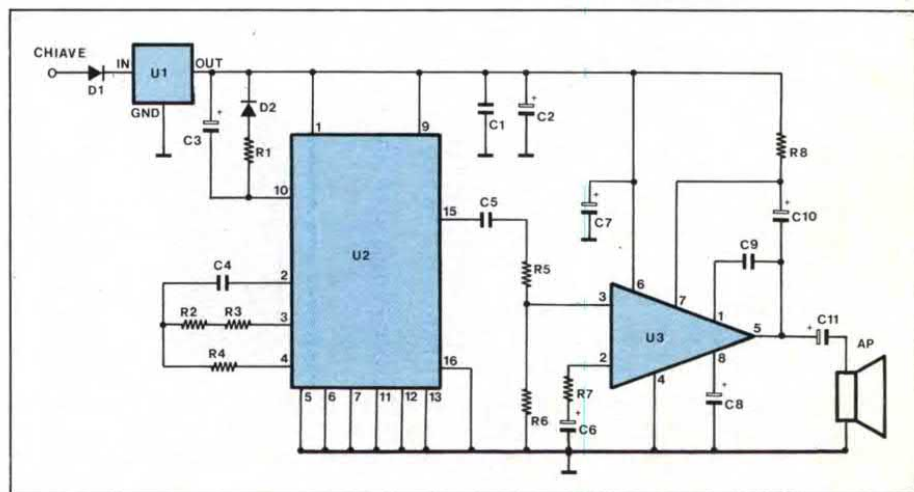 CHIAVE
IN
U1
OUT
D1
GND
C3
D2
R1
1
9
C1
C2
R8
10
15
C5
C7
C10
C4
2
U2
R5
6
7
C9
R2
R3
3
3
1
R4
4
U3
5
C11
AP
16
2
8
R7
4
5
6
7
11
12
13
R6
C6
C8
+
+
+
+
+
+
+